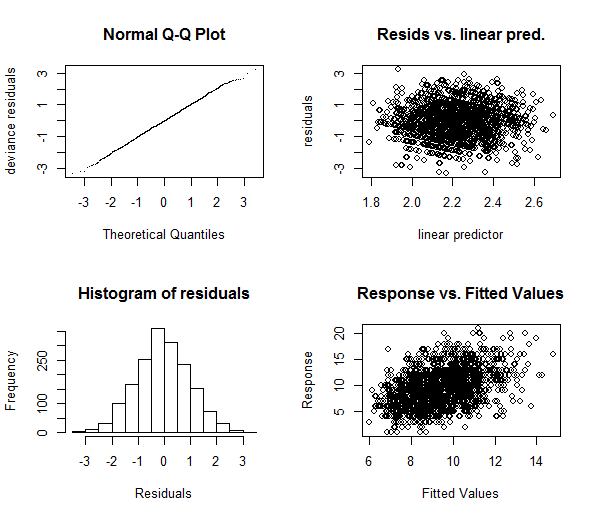 Normal Q-Q Plot
deviance residuals
3
1
-1
-3
-3 -2 -1 0 1 2 3
Theoretical Quantiles
Resids vs. linear pred.
residuals
3
1
-1
-3
1.8 2.0 2.2 2.4 2.6
linear predictor
Histogram of residuals
Frequency
250
100
0
-3 -2 -1 0 1 2 3
Residuals
Response vs. Fitted Values
Response
20
15
10
5
6 8 10 12 14
Fitted Values